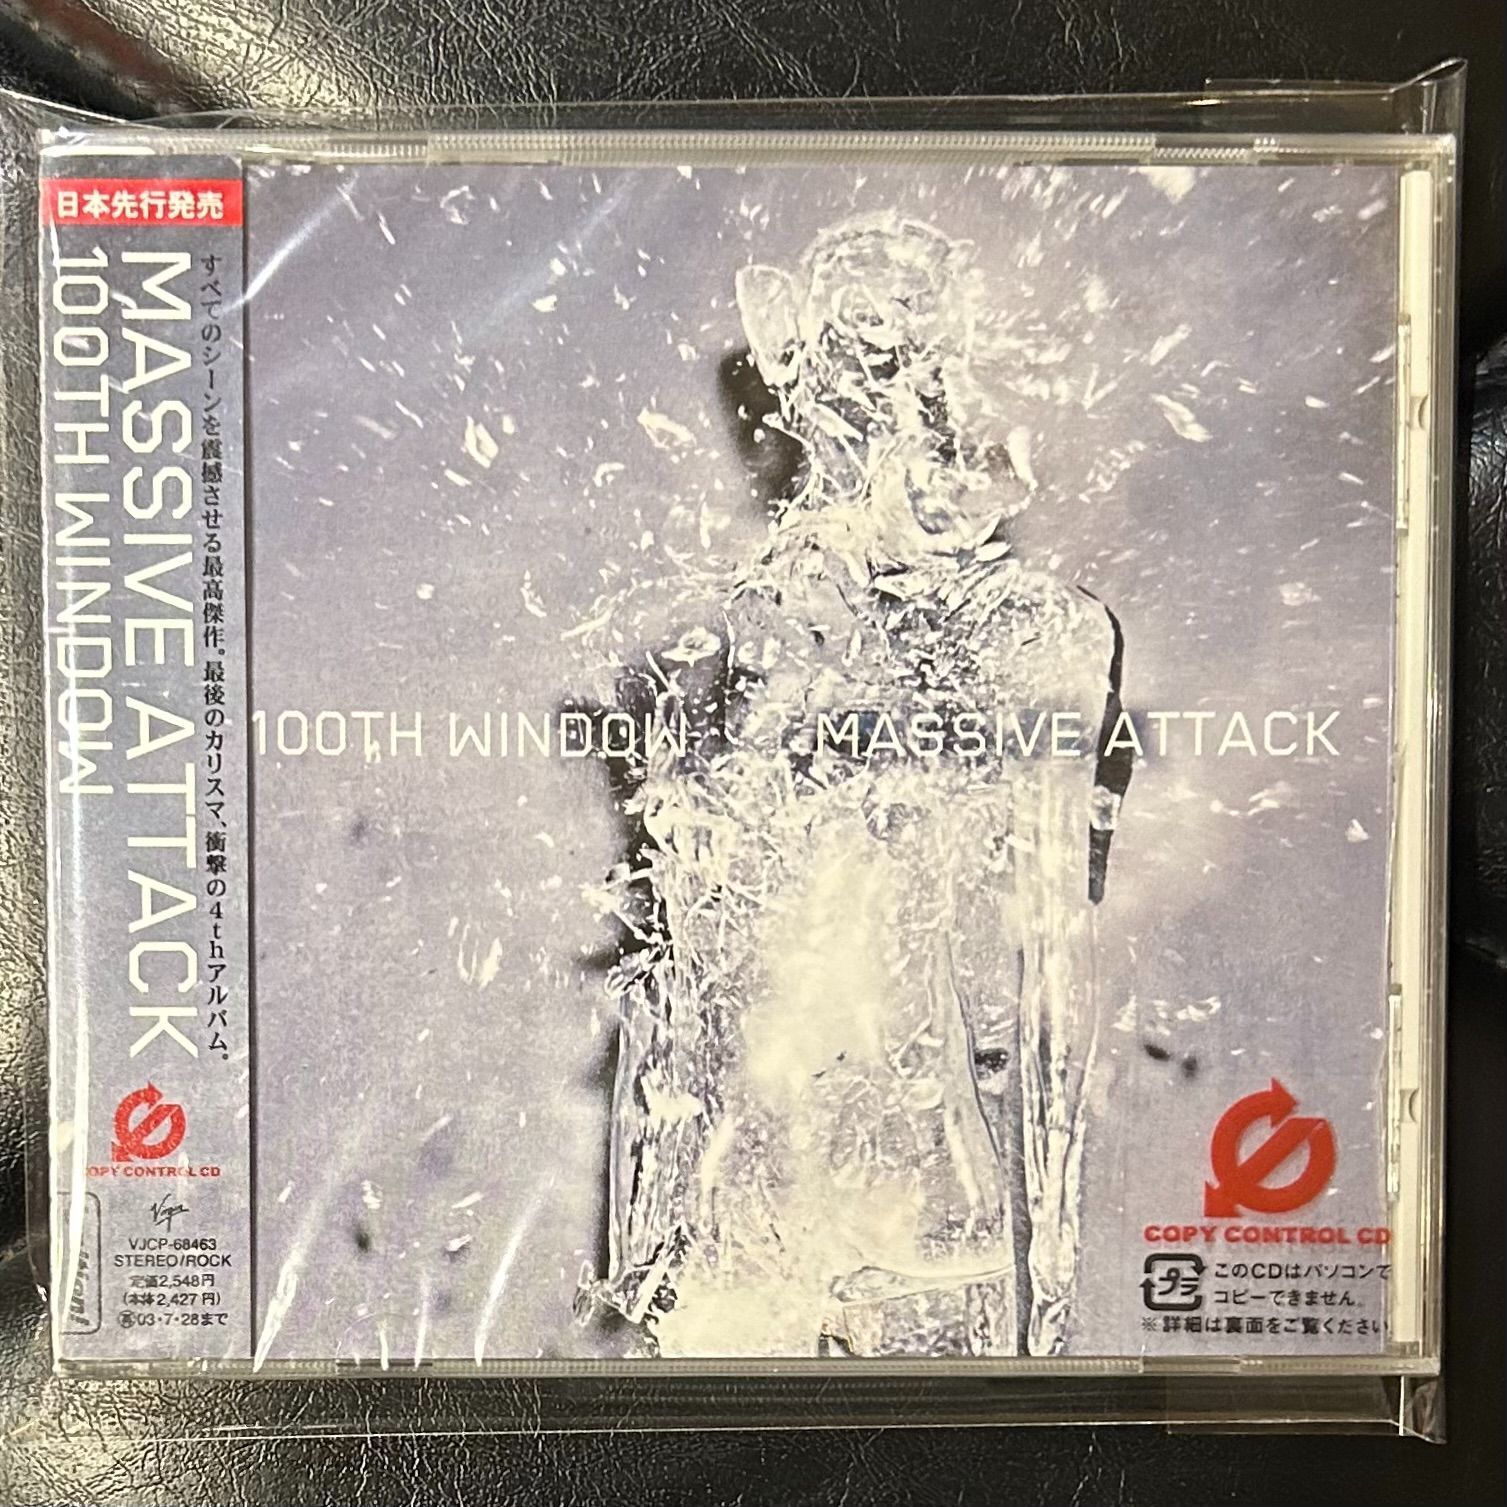 日本先行発売
MASSIVE ATTACK
100TH WINDOW
すべてのシーンを震撼させる最高傑作。最後のカリスマ、衝撃の4thアルバム。
COPY CONTROL CD
Virgin
VJCP-68463
STEREO/ROCK
定価2,548円
(本体2,427円)
03・7・28まで
100TH WINDOW MASSIVE ATTACK
COPY CONTROL CD
プラ
このCDはパソコンで
コピーできません。
※詳細は裏面をご覧ください